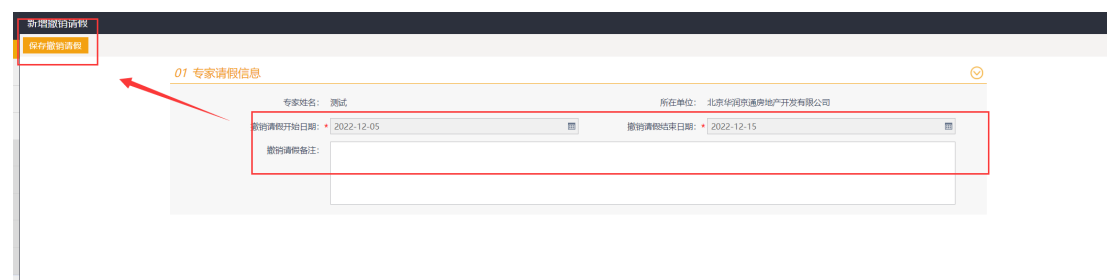 新增撤销请假
保存撤销请假
01 专家请假信息
专家姓名： 测试 所在单位： 北京华润京通房地产开发有限公司
撤销请假开始日期： * 2022-12-05 撤销请假结束日期： * 2022-12-15
撤销请假备注：